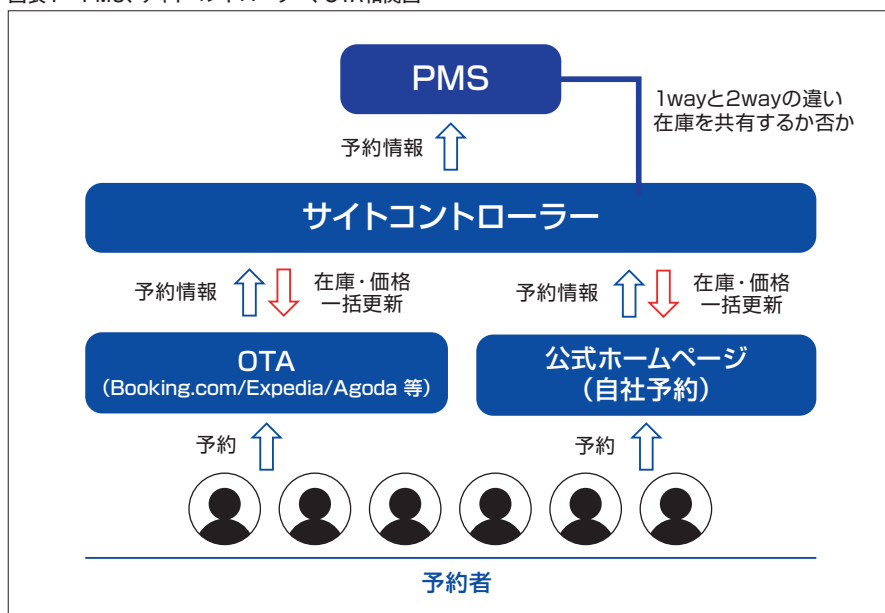 PMS
1wayと2wayの違い
在庫を共有するか否か
予約情報
サイトコントローラー
予約情報
在庫・価格
一括更新
予約情報
在庫・価格
一括更新
OTA
(Booking.com/Expedia/Agoda 等)
公式ホームページ
(自社予約)
予約
予約
予約者